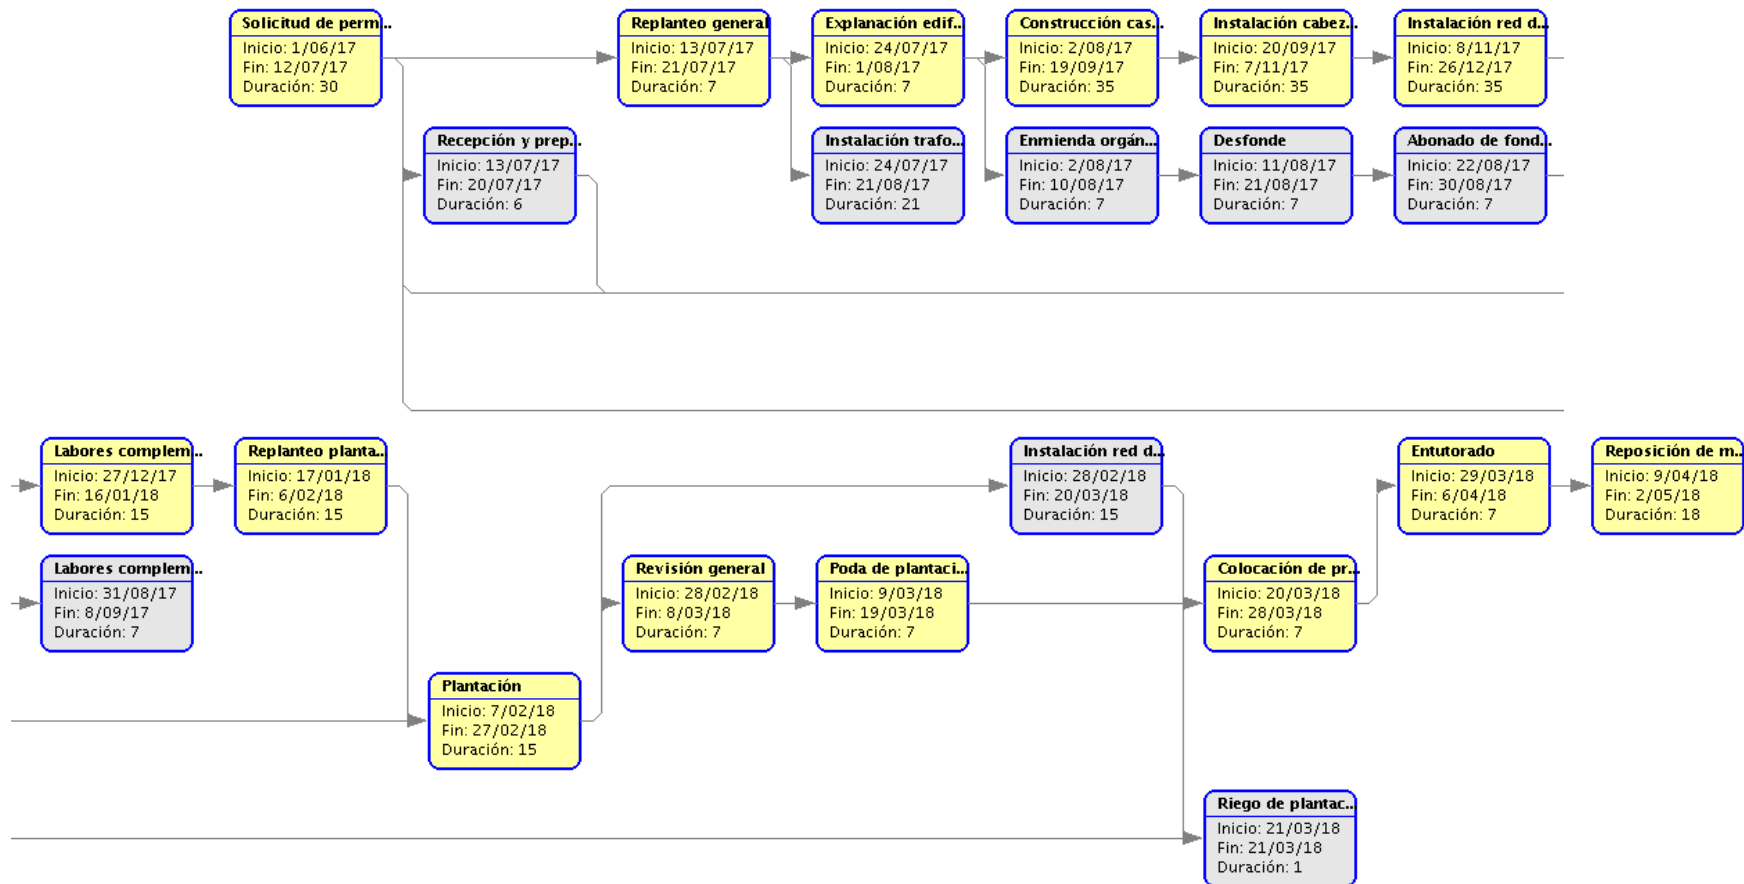 Solicitud de perm...
Inicio: 1/06/17
Fin: 12/07/17
Duración: 30
Replanteo general
Inicio: 13/07/17
Fin: 21/07/17
Duración: 7
Explanación edif...
Inicio: 24/07/17
Fin: 1/08/17
Duración: 7
Construcción cas...
Inicio: 2/08/17
Fin: 19/09/17
Duración: 35
Instalación cabez...
Inicio: 20/09/17
Fin: 7/11/17
Duración: 35
Instalación red d...
Inicio: 8/11/17
Fin: 26/12/17
Duración: 35
Recepción y prep...
Inicio: 13/07/17
Fin: 20/07/17
Duración: 6
Instalación trafo...
Inicio: 24/07/17
Fin: 21/08/17
Duración: 21
Enmienda orgán...
Inicio: 2/08/17
Fin: 10/08/17
Duración: 7
Desfonde
Inicio: 11/08/17
Fin: 21/08/17
Duración: 7
Abonado de fond...
Inicio: 22/08/17
Fin: 30/08/17
Duración: 7
Labores complem...
Inicio: 27/12/17
Fin: 16/01/18
Duración: 15
Replanteo planta...
Inicio: 17/01/18
Fin: 6/02/18
Duración: 15
Instalación red d...
Inicio: 28/02/18
Fin: 20/03/18
Duración: 15
Entutorado
Inicio: 29/03/18
Fin: 6/04/18
Duración: 7
Reposición de m...
Inicio: 9/04/18
Fin: 2/05/18
Duración: 18
Labores complem...
Inicio: 31/08/17
Fin: 8/09/17
Duración: 7
Revisión general
Inicio: 28/02/18
Fin: 8/03/18
Duración: 7
Poda de plantaci...
Inicio: 9/03/18
Fin: 19/03/18
Duración: 7
Colocación de pr...
Inicio: 20/03/18
Fin: 28/03/18
Duración: 7
Plantación
Inicio: 7/02/18
Fin: 27/02/18
Duración: 15
Riego de plantac...
Inicio: 21/03/18
Fin: 21/03/18
Duración: 1